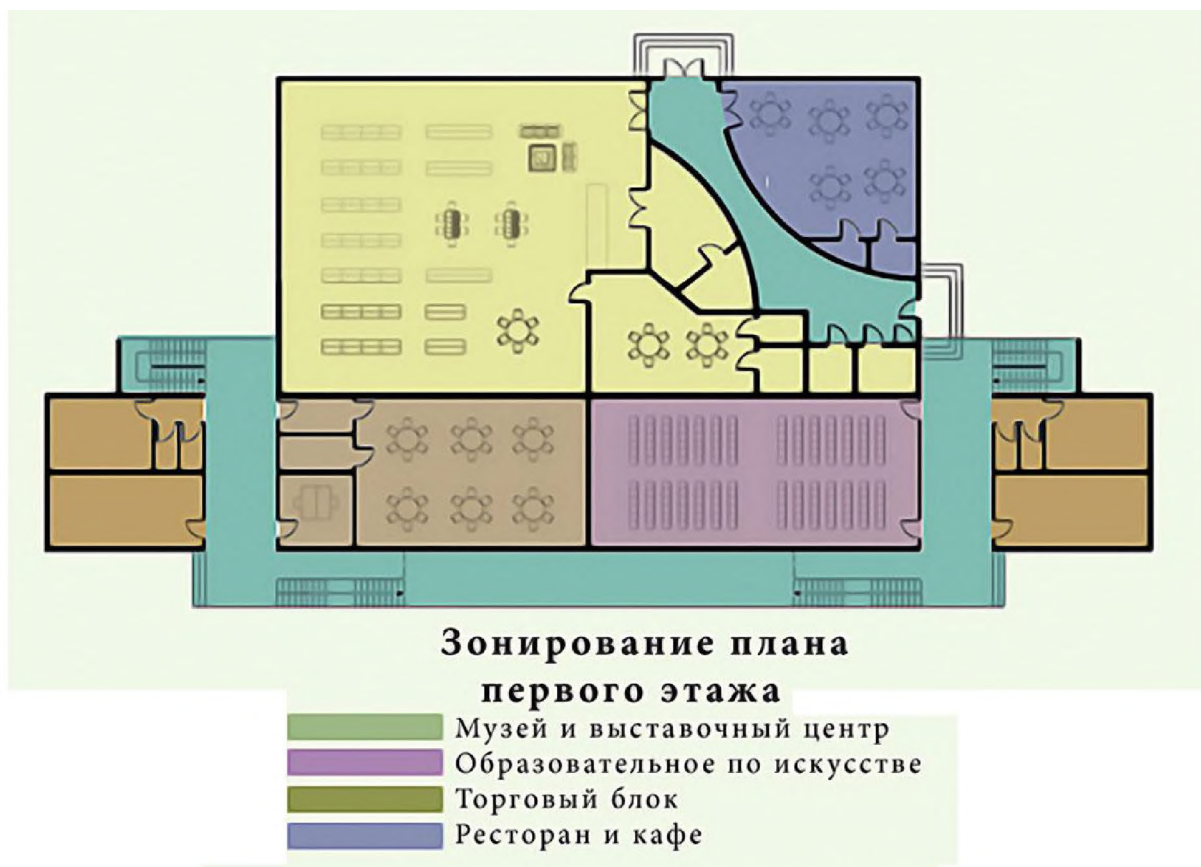 Зонирование плана
первого этажа
Музей и выставочный центр
Образовательное по искусстве
Торговый блок
Ресторан и кафе